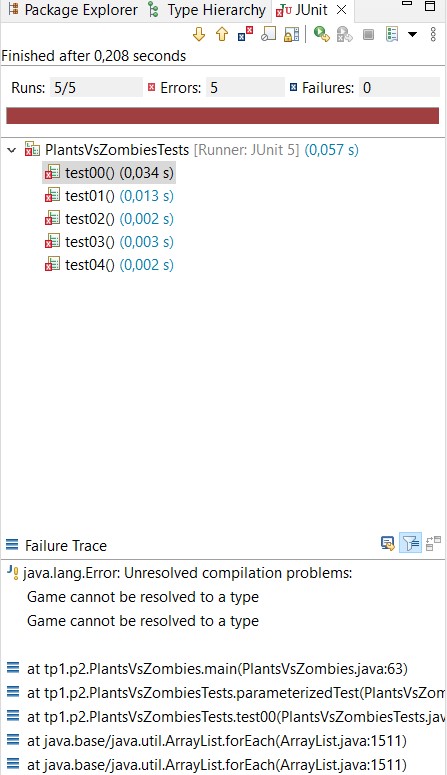 Package Explorer Type Hierarchy JUnit
Finished after 0,208 seconds
Runs: 5/5 Errors: 5 Failures: 0
PlantsVsZombiesTests [Runner: JUnit 5] (0,057 s)
test00() (0,034 s)
test01() (0,013 s)
test02() (0,002 s)
test03() (0,003 s)
test04() (0,002 s)
Failure Trace
java.lang.Error: Unresolved compilation problems:
Game cannot be resolved to a type
Game cannot be resolved to a type
at tp1.p2.PlantsVsZombies.main(PlantsVsZombies.java:63)
at tp1.p2.PlantsVsZombiesTests.parameterizedTest(PlantsVsZom
at tp1.p2.PlantsVsZombiesTests.test00(PlantsVsZombiesTests.jav
at java.base/java.util.ArrayList.forEach(ArrayList.java:1511)
at java.base/java.util.ArrayList.forEach(ArrayList.java:1511)